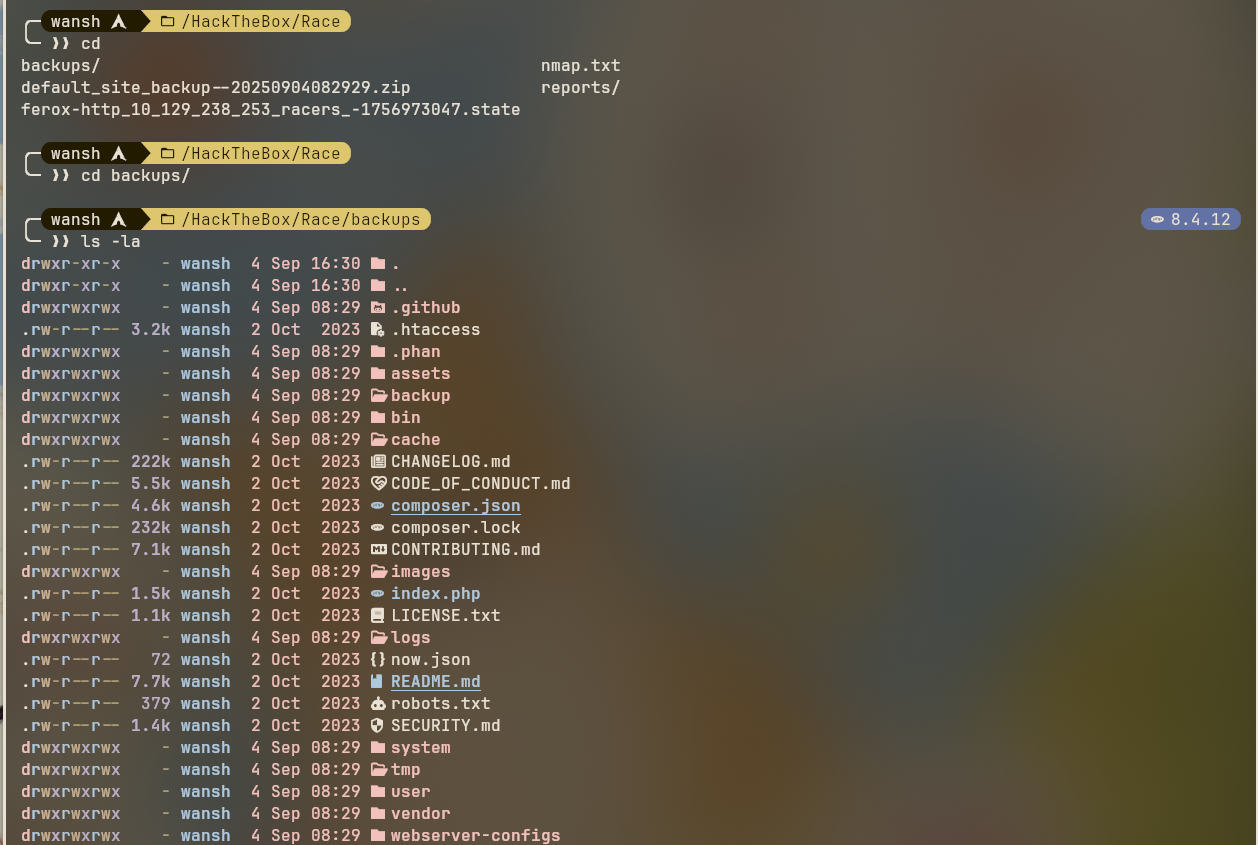 wansh /HackTheBox/Race
⟫ cd
backups/ nmap.txt
default_site_backup--20250904082929.zip reports/
ferox-http_10_129_238_253_racers_-1756973047.state
wansh /HackTheBox/Race
⟫ cd backups/
wansh /HackTheBox/Race/backups 8.4.12
⟫ ls -la
drwxr-xr-x - wansh 4 Sep 16:30 .
drwxr-xr-x - wansh 4 Sep 16:30 ..
drwxrwxrwx - wansh 4 Sep 08:29 .github
.rw-r--r-- 3.2k wansh 2 Oct 2023 .htaccess
drwxrwxrwx - wansh 4 Sep 08:29 .phan
drwxrwxrwx - wansh 4 Sep 08:29 assets
drwxrwxrwx - wansh 4 Sep 08:29 backup
drwxrwxrwx - wansh 4 Sep 08:29 bin
drwxrwxrwx - wansh 4 Sep 08:29 cache
.rw-r--r-- 222k wansh 2 Oct 2023 CHANGELOG.md
.rw-r--r-- 5.5k wansh 2 Oct 2023 CODE_OF_CONDUCT.md
.rw-r--r-- 4.6k wansh 2 Oct 2023 composer.json
.rw-r--r-- 232k wansh 2 Oct 2023 composer.lock
.rw-r--r-- 7.1k wansh 2 Oct 2023 CONTRIBUTING.md
drwxrwxrwx - wansh 4 Sep 08:29 images
.rw-r--r-- 1.5k wansh 2 Oct 2023 index.php
.rw-r--r-- 1.1k wansh 2 Oct 2023 LICENSE.txt
drwxrwxrwx - wansh 4 Sep 08:29 logs
.rw-r--r-- 72 wansh 2 Oct 2023 now.json
.rw-r--r-- 7.7k wansh 2 Oct 2023 README.md
.rw-r--r-- 379 wansh 2 Oct 2023 robots.txt
.rw-r--r-- 1.4k wansh 2 Oct 2023 SECURITY.md
drwxrwxrwx - wansh 4 Sep 08:29 system
drwxrwxrwx - wansh 4 Sep 08:29 tmp
drwxrwxrwx - wansh 4 Sep 08:29 user
drwxrwxrwx - wansh 4 Sep 08:29 vendor
drwxrwxrwx - wansh 4 Sep 08:29 webserver-configs